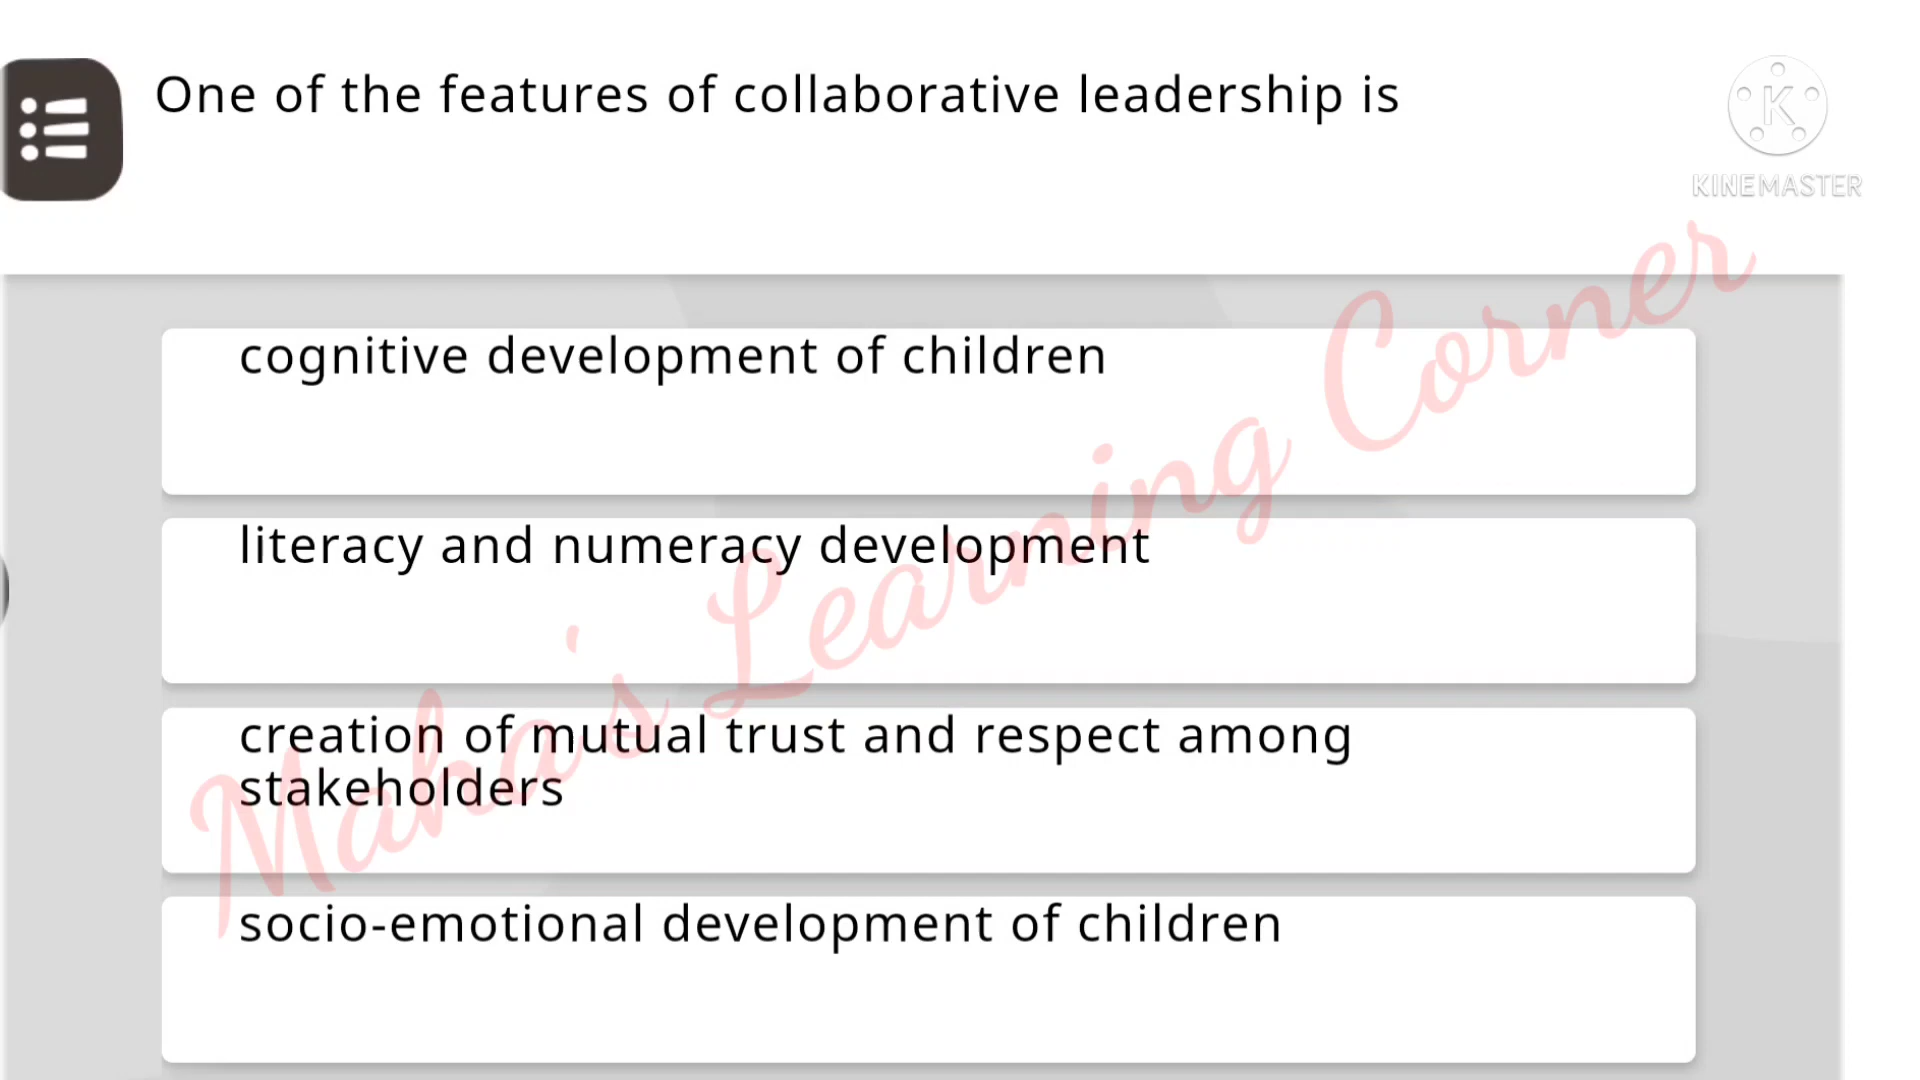 One of the features of collaborative leadership is
K
KINEMASTER
cognitive development of children
literacy and numeracy development
creation of mutual trust and respect among
stakeholders
socio-emotional development of children
Maha's Learning Corner